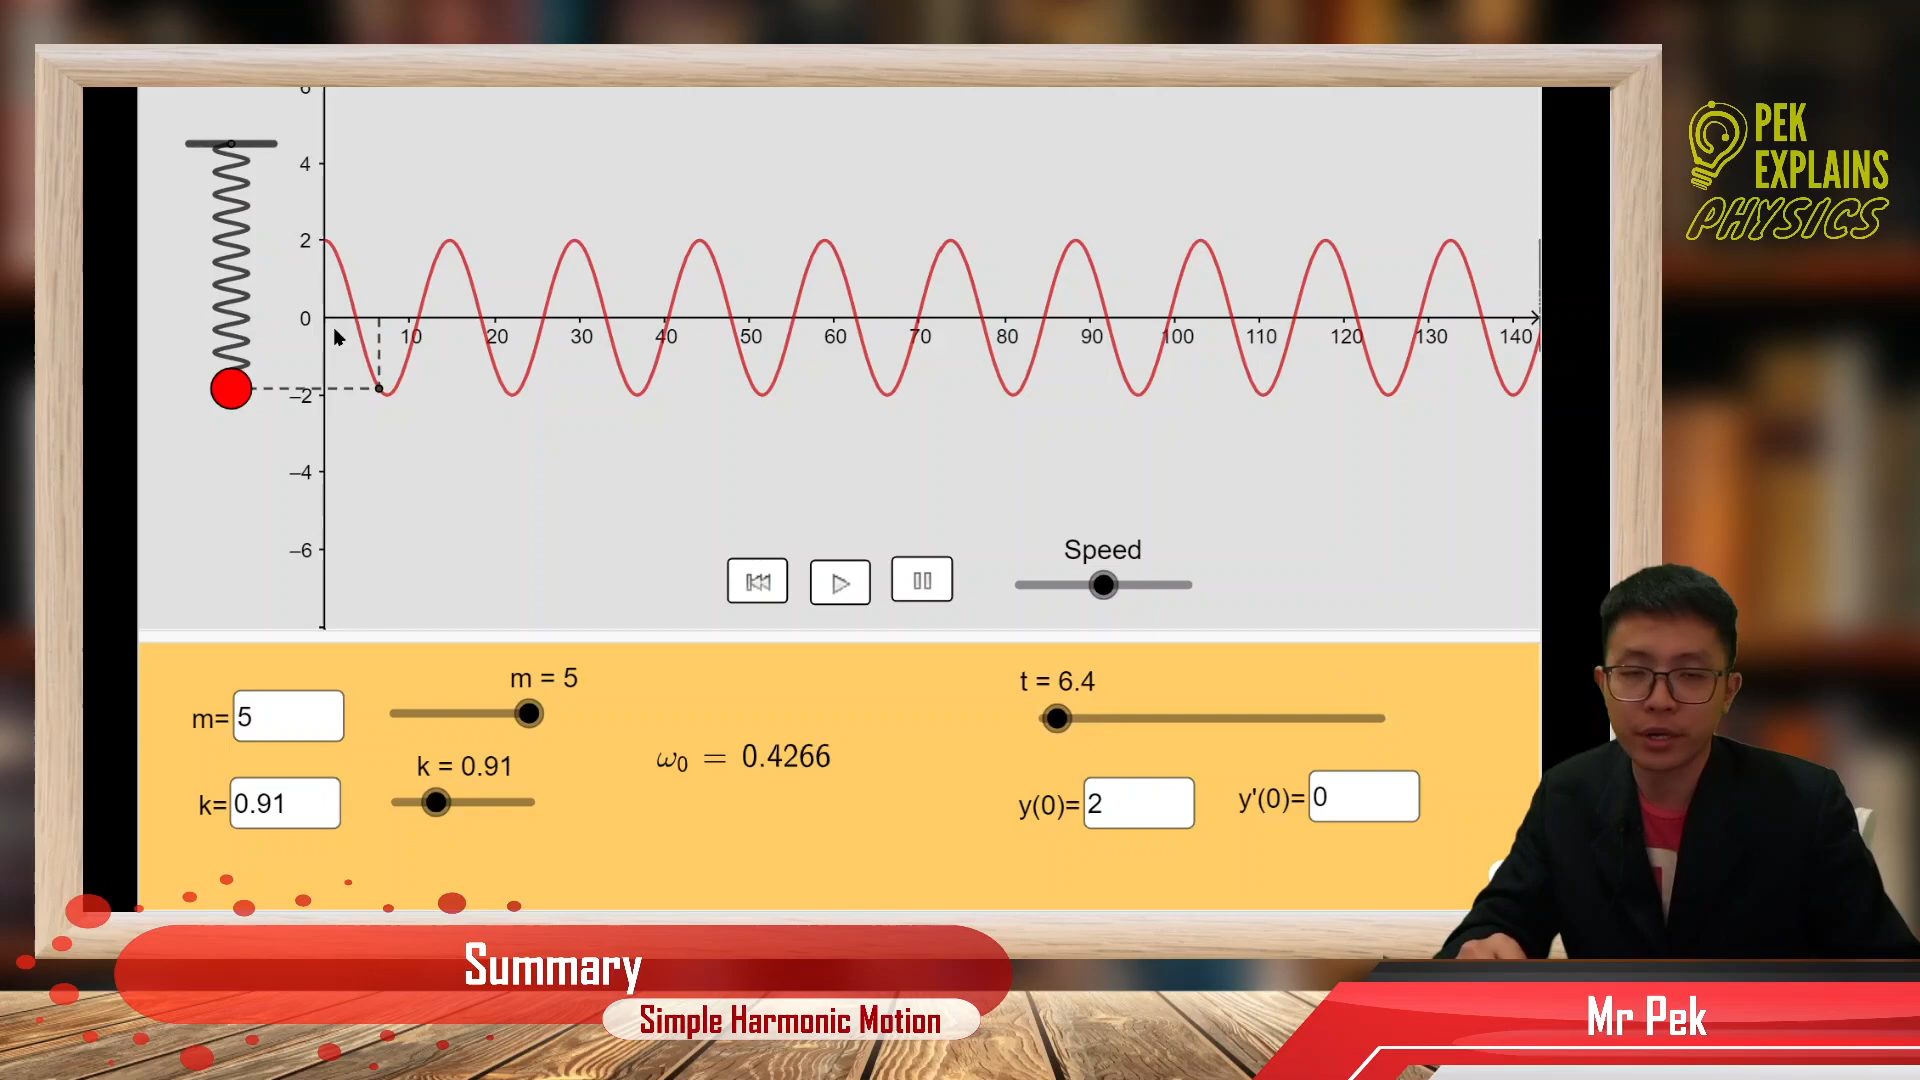 PEK
EXPLAINS
PHYSICS
6
4
2
0
10 20 30 40 50 60 70 80 90 100 110 120 130 140
–2
–4
–6
Speed
m = 5
m= 5
k = 0.91
k= 0.91
ω0 = 0.4266
t = 6.4
y(0)= 2
y'(0)= 0
Summary
Simple Harmonic Motion
Mr Pek